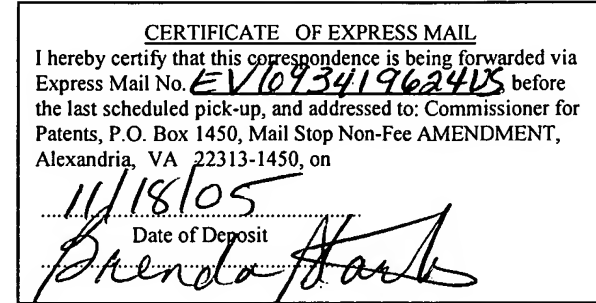 CERTIFICATE OF EXPRESS MAIL
I hereby certify that this correspondence is being forwarded via
Express Mail No. EV 693419624US before
the last scheduled pick-up, and addressed to: Commissioner for
Patents, P.O. Box 1450, Mail Stop Non-Fee AMENDMENT,
Alexandria, VA 22313-1450, on
11/18/05
Date of Deposit
Brenda